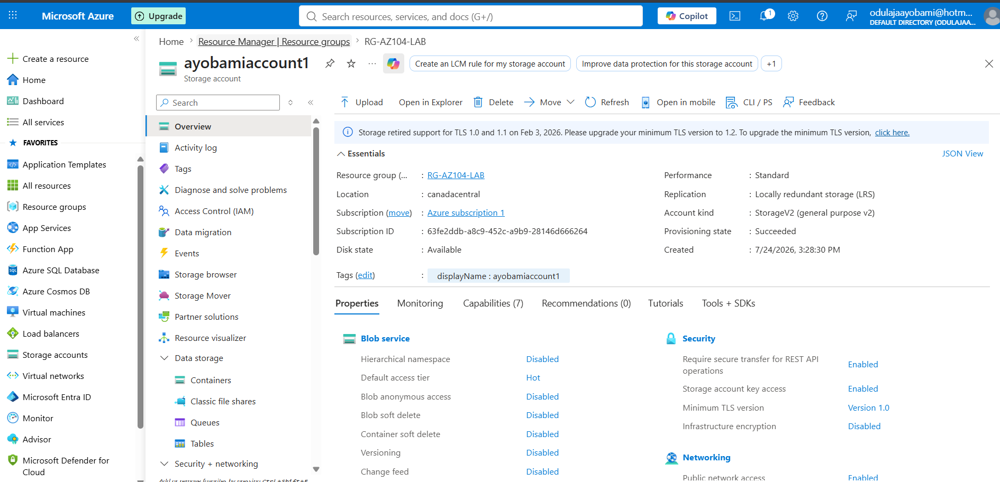 Microsoft Azure
Upgrade
Search resources, services, and docs (G+/)
Copilot
1
odulajaayobami@hotm...
DEFAULT DIRECTORY (ODULAJAA...
Create a resource
Home
Dashboard
All services
FAVORITES
Application Templates
All resources
Resource groups
App Services
Function App
Azure SQL Database
Azure Cosmos DB
Virtual machines
Load balancers
Storage accounts
Virtual networks
Microsoft Entra ID
Monitor
Advisor
Microsoft Defender for
Cloud
Home > Resource Manager | Resource groups > RG-AZ104-LAB
ayobamiaccount1
Storage account
Create an LCM rule for my storage account
Improve data protection for this storage account
+1
Search
Overview
Activity log
Tags
Diagnose and solve problems
Access Control (IAM)
Data migration
Events
Storage browser
Storage Mover
Partner solutions
Resource visualizer
Data storage
Containers
Classic file shares
Queues
Tables
Security + networking
Add or remove favorites by pressing Ctrl+Shift+F
Upload
Open in Explorer
Delete
Move
Refresh
Open in mobile
CLI / PS
Feedback
Storage retired support for TLS 1.0 and 1.1 on Feb 3, 2026. Please upgrade your minimum TLS version to 1.2. To upgrade the minimum TLS version, click here.
Essentials
JSON View
Resource group (... : RG-AZ104-LAB
Location : canadacentral
Subscription (move) : Azure subscription 1
Subscription ID : 63fe2ddb-a8c9-452c-a9b9-28146d666264
Disk state : Available
Tags (edit) : displayName : ayobamiaccount1
Performance : Standard
Replication : Locally redundant storage (LRS)
Account kind : StorageV2 (general purpose v2)
Provisioning state : Succeeded
Created : 7/24/2026, 3:28:30 PM
Properties
Monitoring
Capabilities (7)
Recommendations (0)
Tutorials
Tools + SDKs
Blob service
Hierarchical namespace Disabled
Default access tier Hot
Blob anonymous access Disabled
Blob soft delete Disabled
Container soft delete Disabled
Versioning Disabled
Change feed Disabled
Security
Require secure transfer for REST API
operations Enabled
Storage account key access Enabled
Minimum TLS version Version 1.0
Infrastructure encryption Disabled
Networking
Public network access Enabled